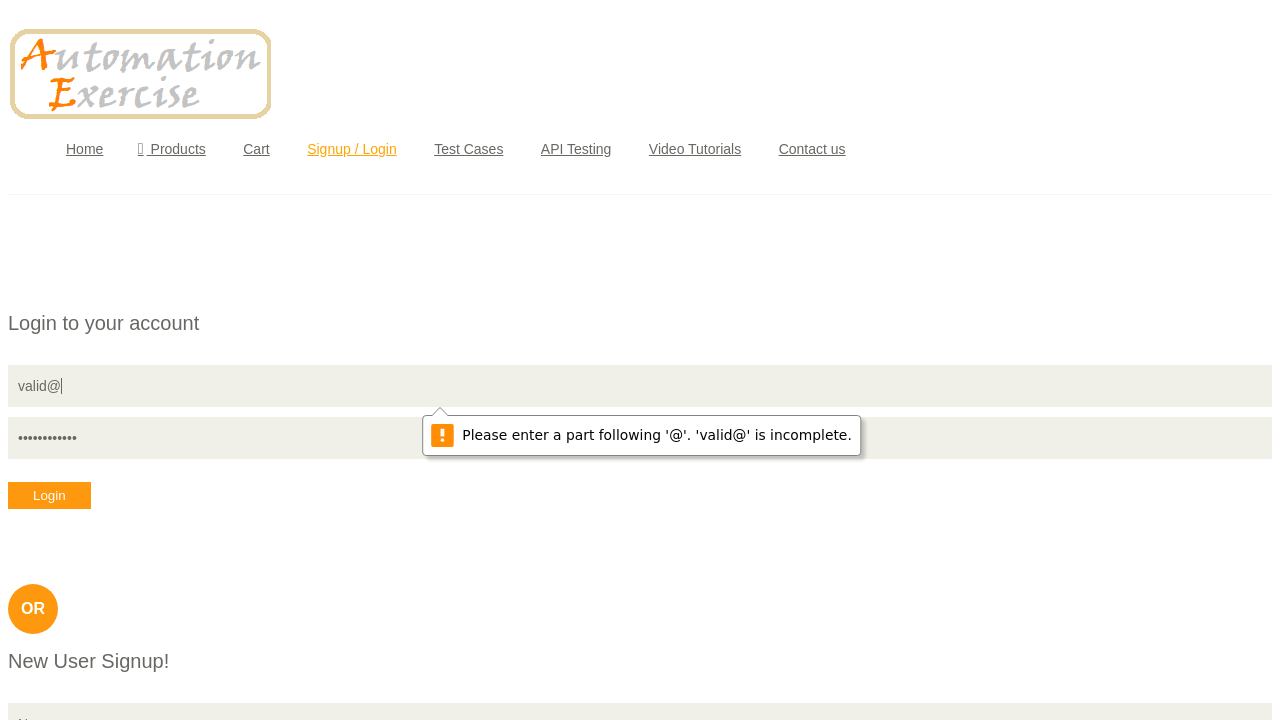 Automation
Exercise
Home Products Cart Signup / Login Test Cases API Testing Video Tutorials Contact us
Login to your account
valid@
••••••••••••
Please enter a part following '@'. 'valid@' is incomplete.
Login
OR
New User Signup!